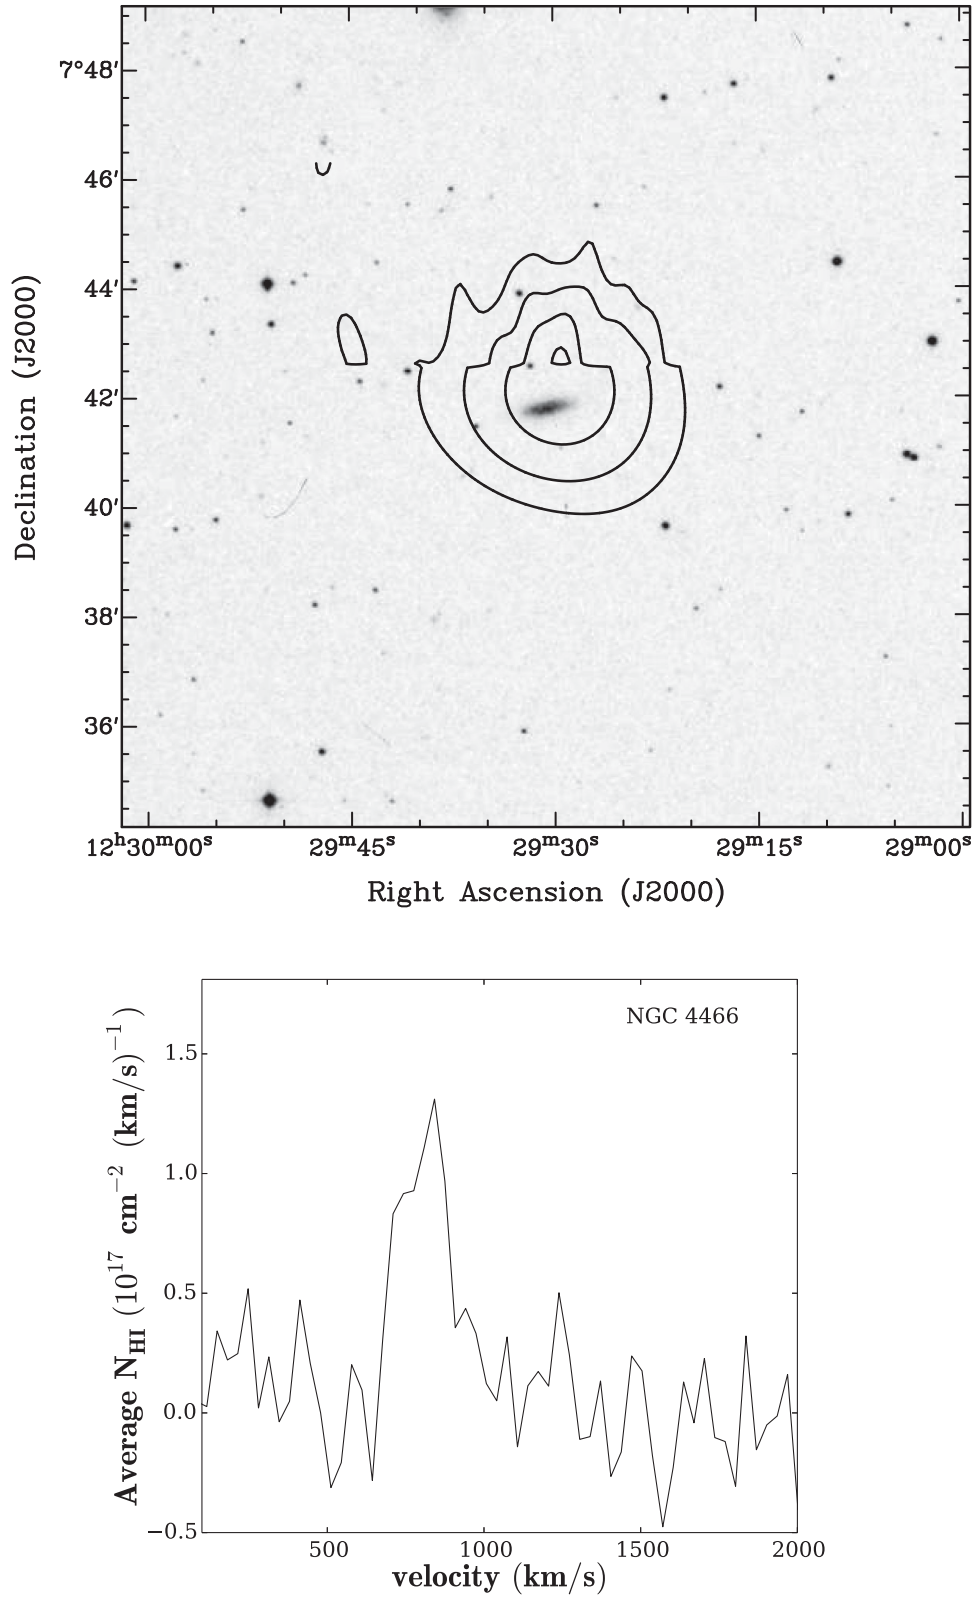 7°48′
46′
44′
42′
40′
38′
36′
Declination (J2000)
12ʰ30ᵐ00ˢ 29ᵐ45ˢ 29ᵐ30ˢ 29ᵐ15ˢ 29ᵐ00ˢ
Right Ascension (J2000)
NGC 4466
1.5
1.0
0.5
0.0
−0.5
Average N_HI (10¹⁷ cm⁻² (km/s)⁻¹)
500 1000 1500 2000
velocity (km/s)